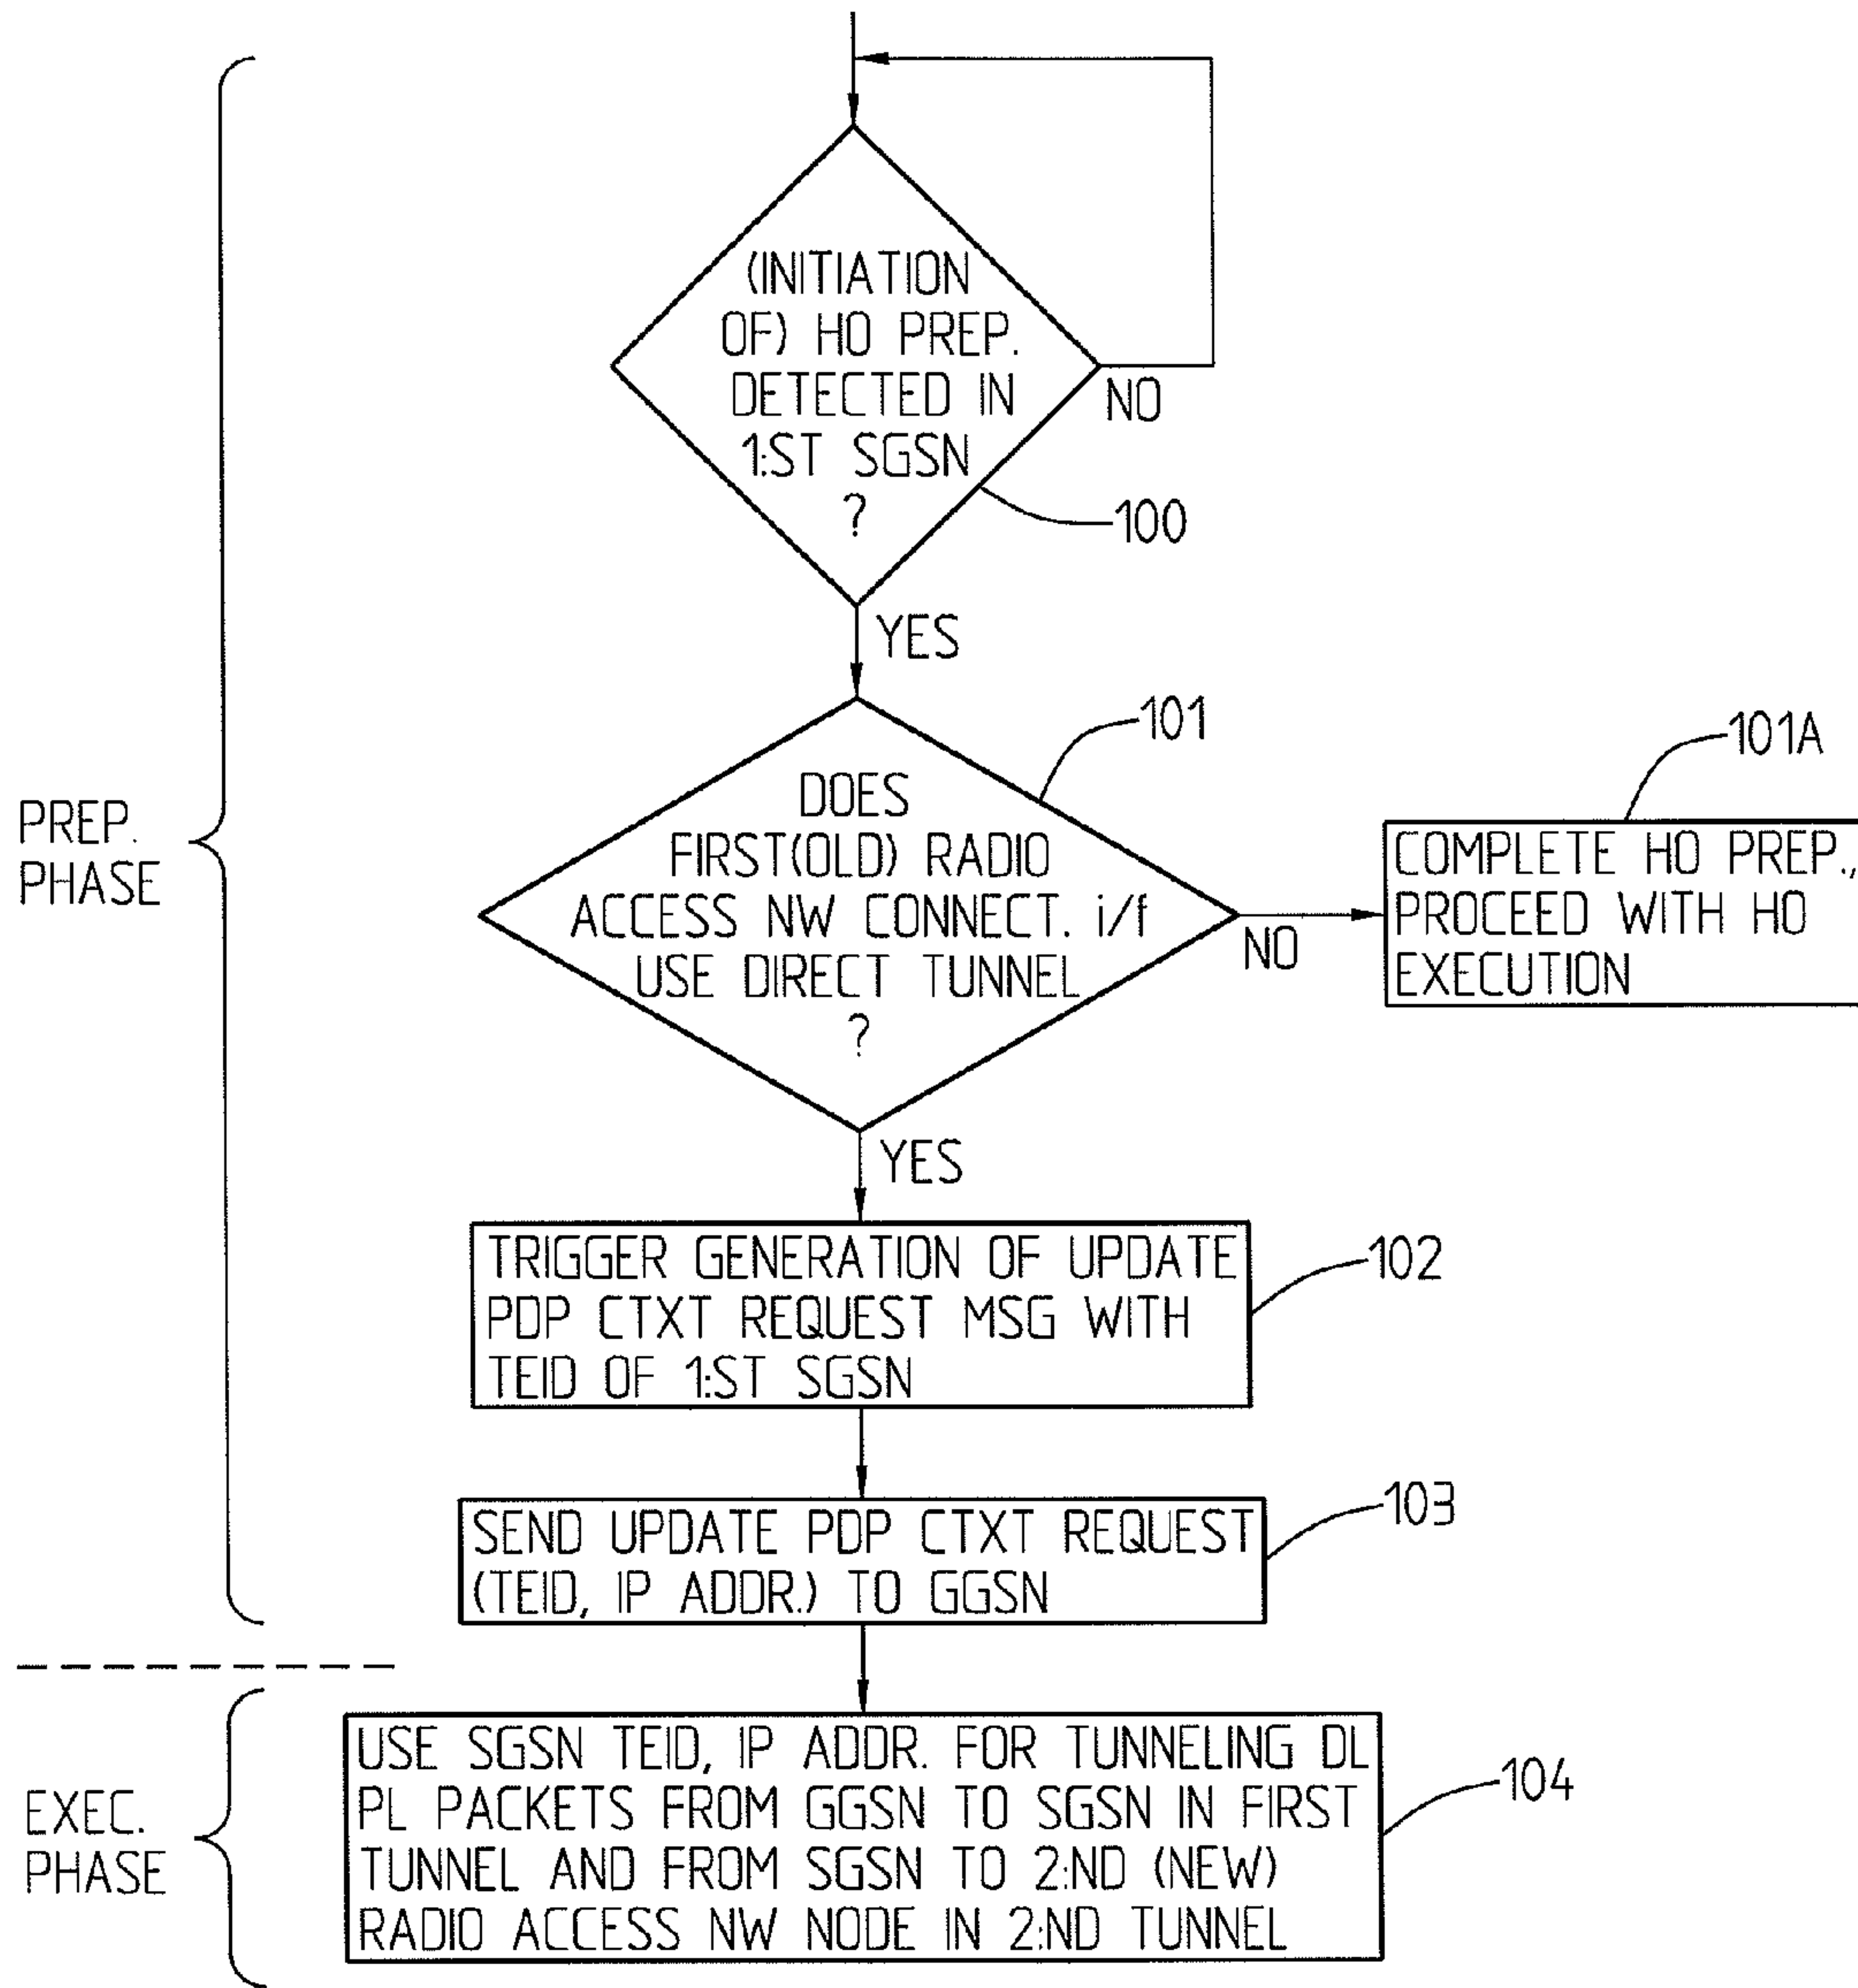 (INITIATION
OF) HO PREP.
DETECTED IN
1:ST SGSN
?
NO
100
YES
101
DOES
FIRST(OLD) RADIO
ACCESS NW CONNECT. i/f
USE DIRECT TUNNEL
?
NO
101A
COMPLETE HO PREP.,
PROCEED WITH HO
EXECUTION
PREP.
PHASE
YES
TRIGGER GENERATION OF UPDATE
PDP CTXT REQUEST MSG WITH
TEID OF 1:ST SGSN
102
SEND UPDATE PDP CTXT REQUEST
(TEID, IP ADDR.) TO GGSN
103
EXEC.
PHASE
USE SGSN TEID, IP ADDR. FOR TUNNELING DL
PL PACKETS FROM GGSN TO SGSN IN FIRST
TUNNEL AND FROM SGSN TO 2:ND (NEW)
RADIO ACCESS NW NODE IN 2:ND TUNNEL
104